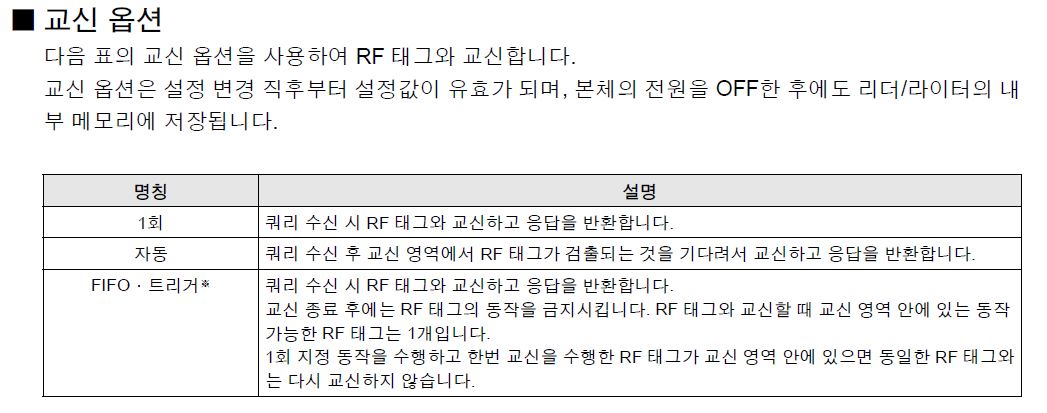 ■ 교신 옵션
다음 표의 교신 옵션을 사용하여 RF 태그와 교신합니다.
교신 옵션은 설정 변경 직후부터 설정값이 유효가 되며, 본체의 전원을 OFF한 후에도 리더/라이터의 내
부 메모리에 저장됩니다.
명칭 설명
1회 쿼리 수신 시 RF 태그와 교신하고 응답을 반환합니다.
자동 쿼리 수신 후 교신 영역에서 RF 태그가 검출되는 것을 기다려서 교신하고 응답을 반환합니다.
FIFO · 트리거※ 쿼리 수신 시 RF 태그와 교신하고 응답을 반환합니다.
교신 종료 후에는 RF 태그의 동작을 금지시킵니다. RF 태그와 교신할 때 교신 영역 안에 있는 동작
가능한 RF 태그는 1개입니다.
1회 지정 동작을 수행하고 한번 교신을 수행한 RF 태그가 교신 영역 안에 있으면 동일한 RF 태그와
는 다시 교신하지 않습니다.